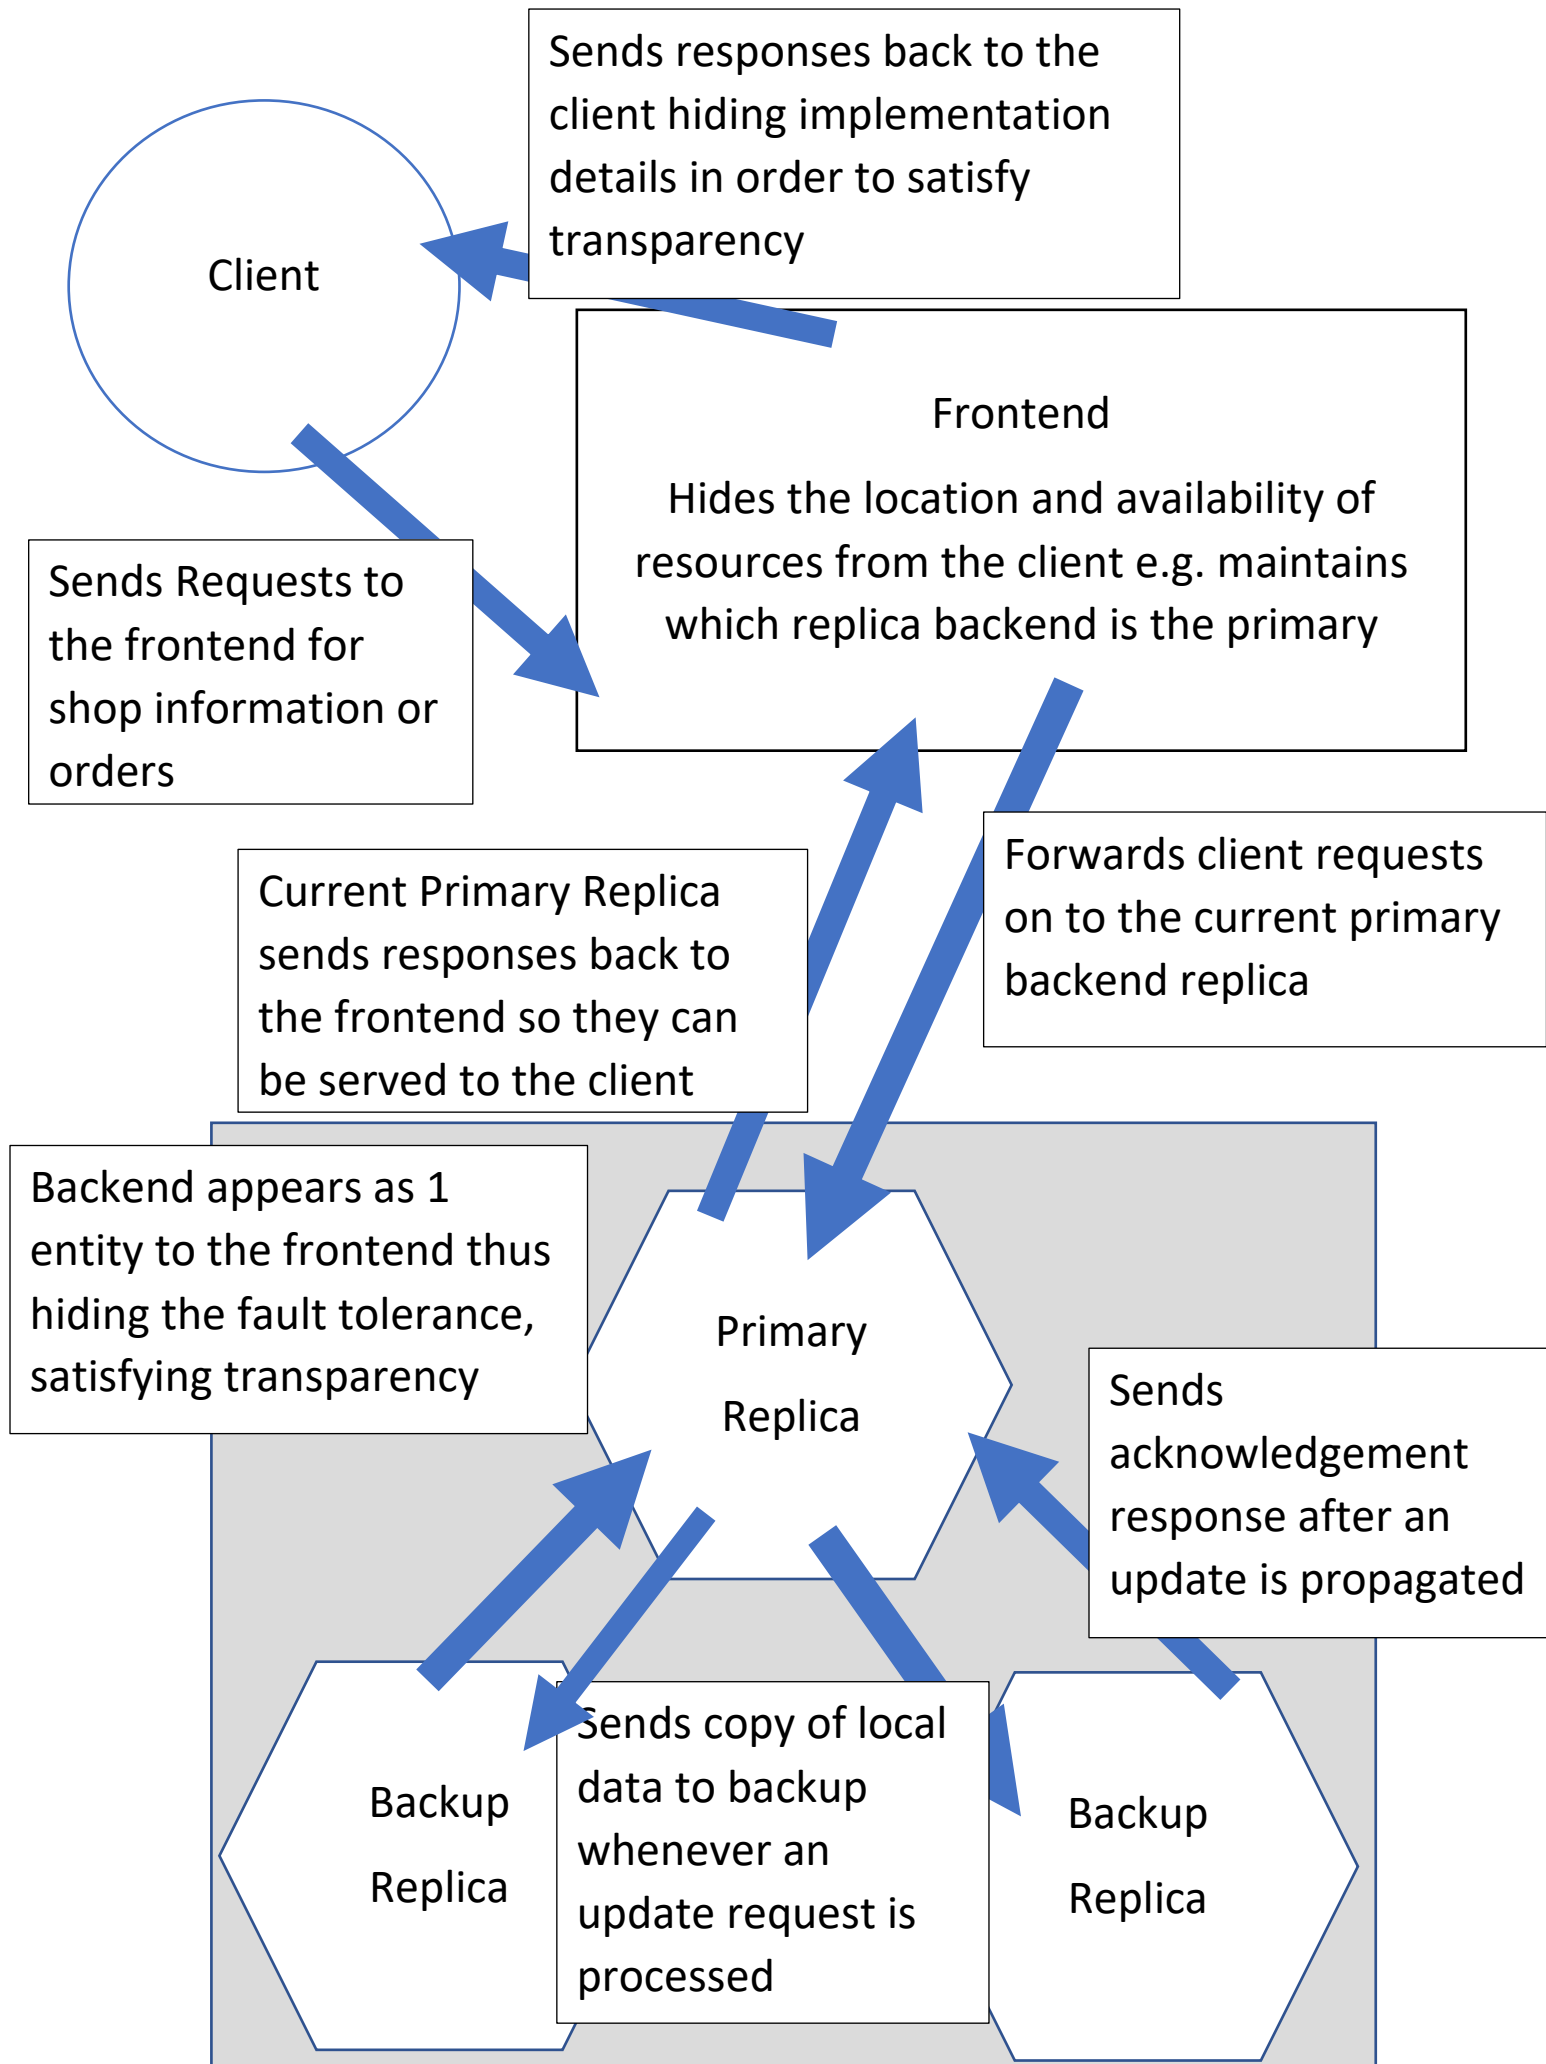 Sends responses back to the
client hiding implementation
details in order to satisfy
transparency
Client
Frontend
Hides the location and availability of
resources from the client e.g. maintains
which replica backend is the primary
Sends Requests to
the frontend for
shop information or
orders
Forwards client requests
on to the current primary
backend replica
Current Primary Replica
sends responses back to
the frontend so they can
be served to the client
Backend appears as 1
entity to the frontend thus
hiding the fault tolerance,
satisfying transparency
Primary
Replica
Sends
acknowledgement
response after an
update is propagated
Backup
Replica
Sends copy of local
data to backup
whenever an
update request is
processed
Backup
Replica